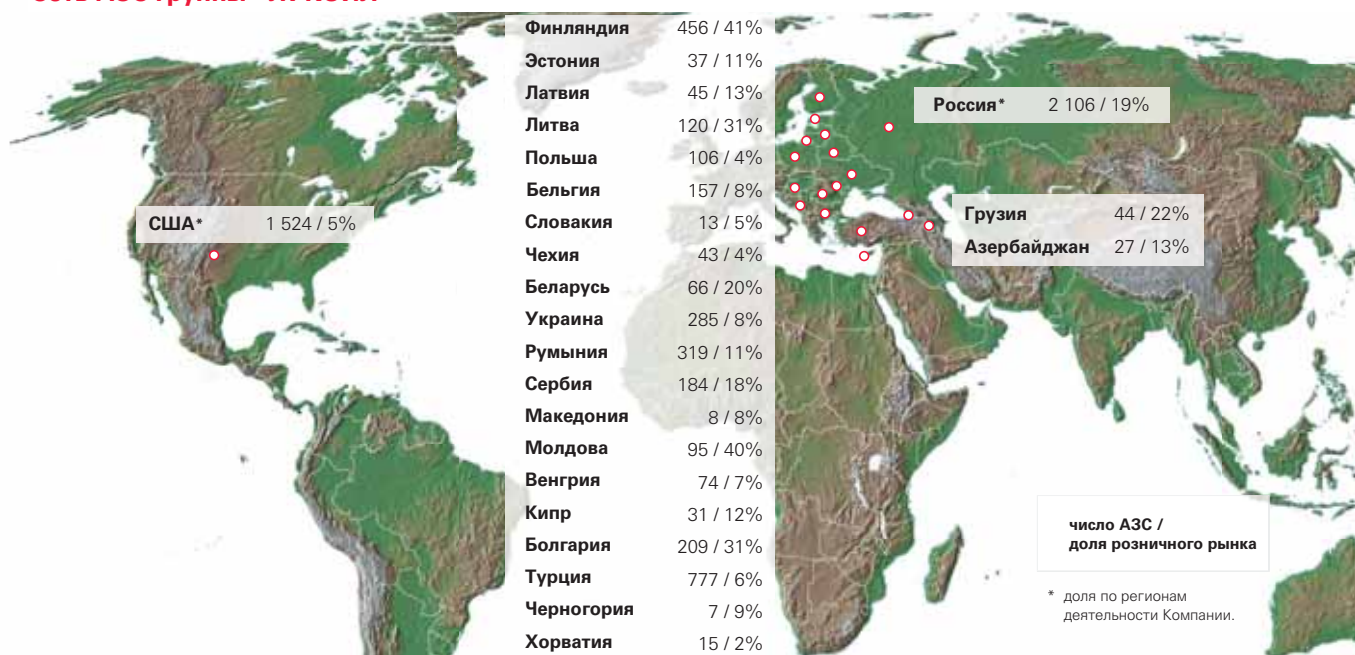 Финляндия 456 / 41%
Эстония 37 / 11%
Латвия 45 / 13%
Литва 120 / 31%
Польша 106 / 4%
Бельгия 157 / 8%
Словакия 13 / 5%
Чехия 43 / 4%
Беларусь 66 / 20%
Украина 285 / 8%
Румыния 319 / 11%
Сербия 184 / 18%
Македония 8 / 8%
Молдова 95 / 40%
Венгрия 74 / 7%
Кипр 31 / 12%
Болгария 209 / 31%
Турция 777 / 6%
Черногория 7 / 9%
Хорватия 15 / 2%
США* 1 524 / 5%
Россия* 2 106 / 19%
Грузия 44 / 22%
Азербайджан 27 / 13%
число АЗС /
доля розничного рынка
* доля по регионам
деятельности Компании.